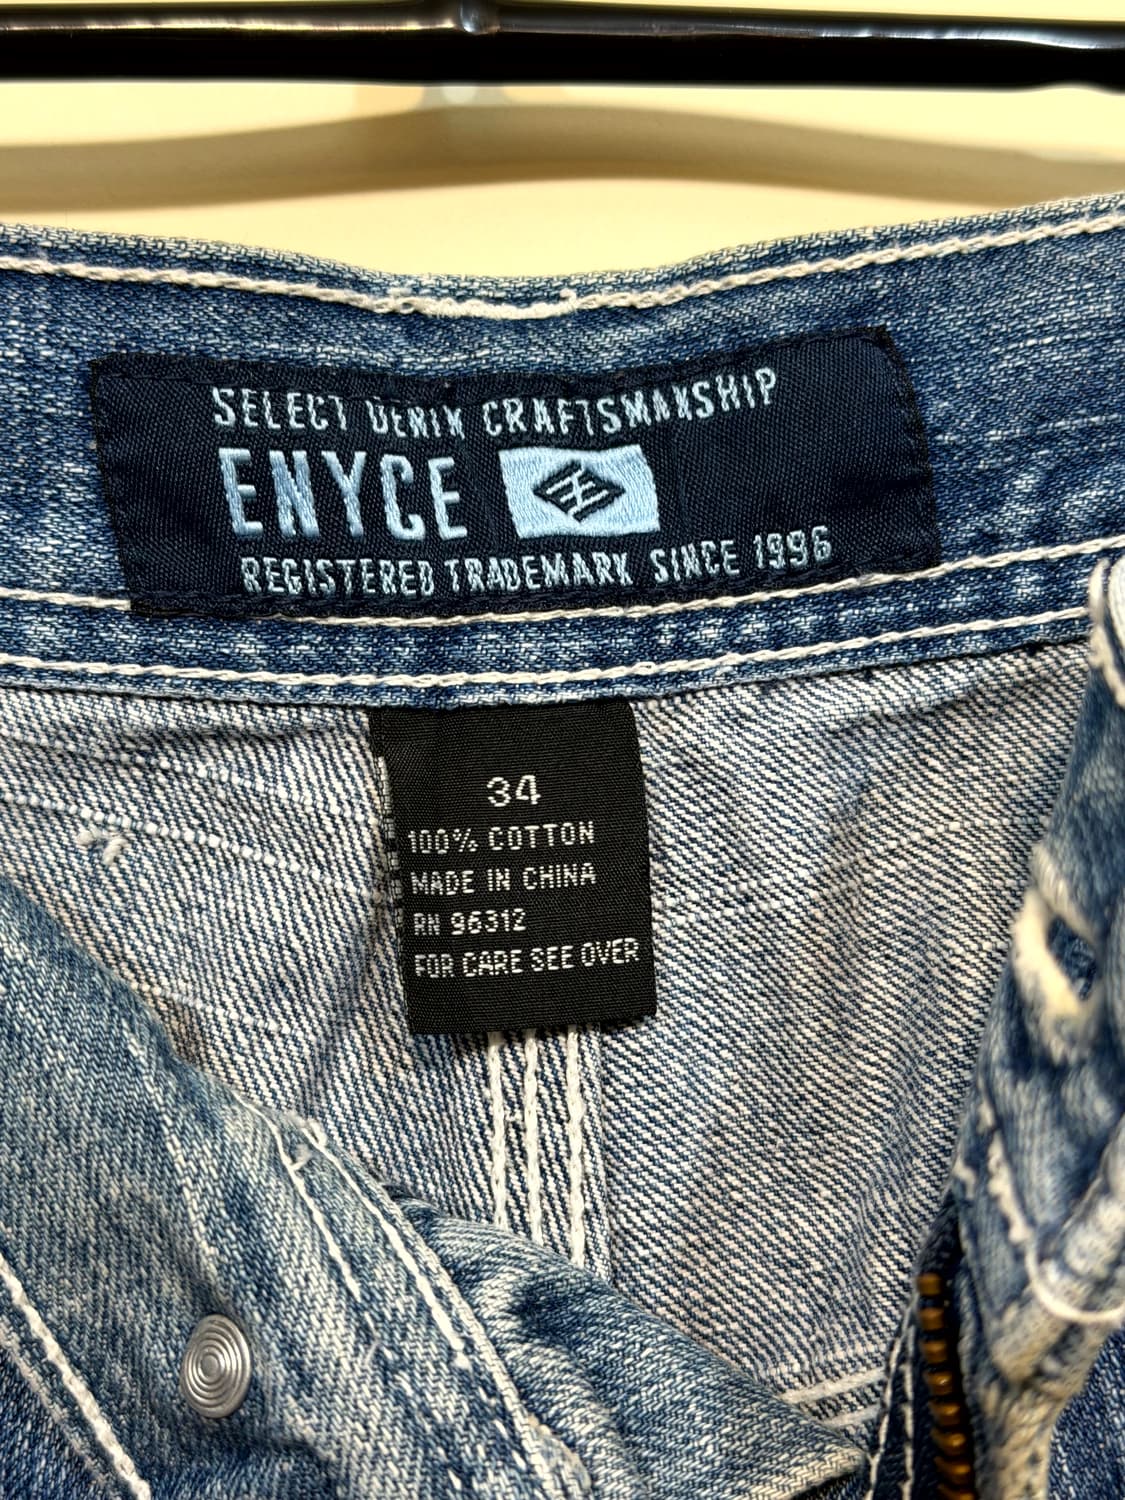 SELECT DENIM CRAFTSMANSHIP
ENYCE
REGISTERED TRADEMARK SINCE 1996
34
100% COTTON
MADE IN CHINA
RN 96312
FOR CARE SEE OVER